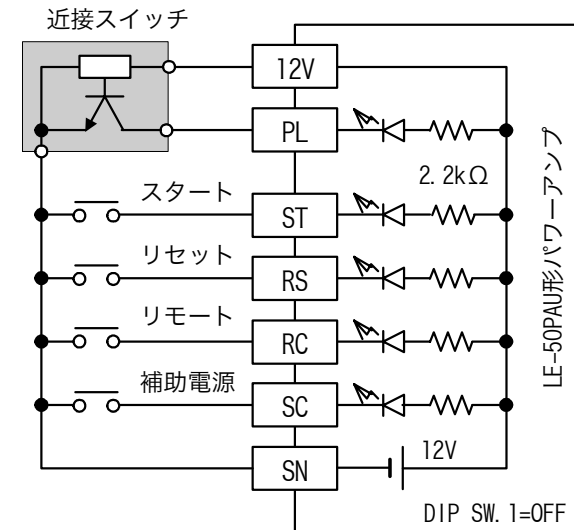 近接スイッチ
12V
PL
2.2kΩ
スタート
ST
リセット
RS
リモート
RC
補助電源
SC
12V
SN
LE-50PAU形パワーアンプ
DIP SW.1=OFF